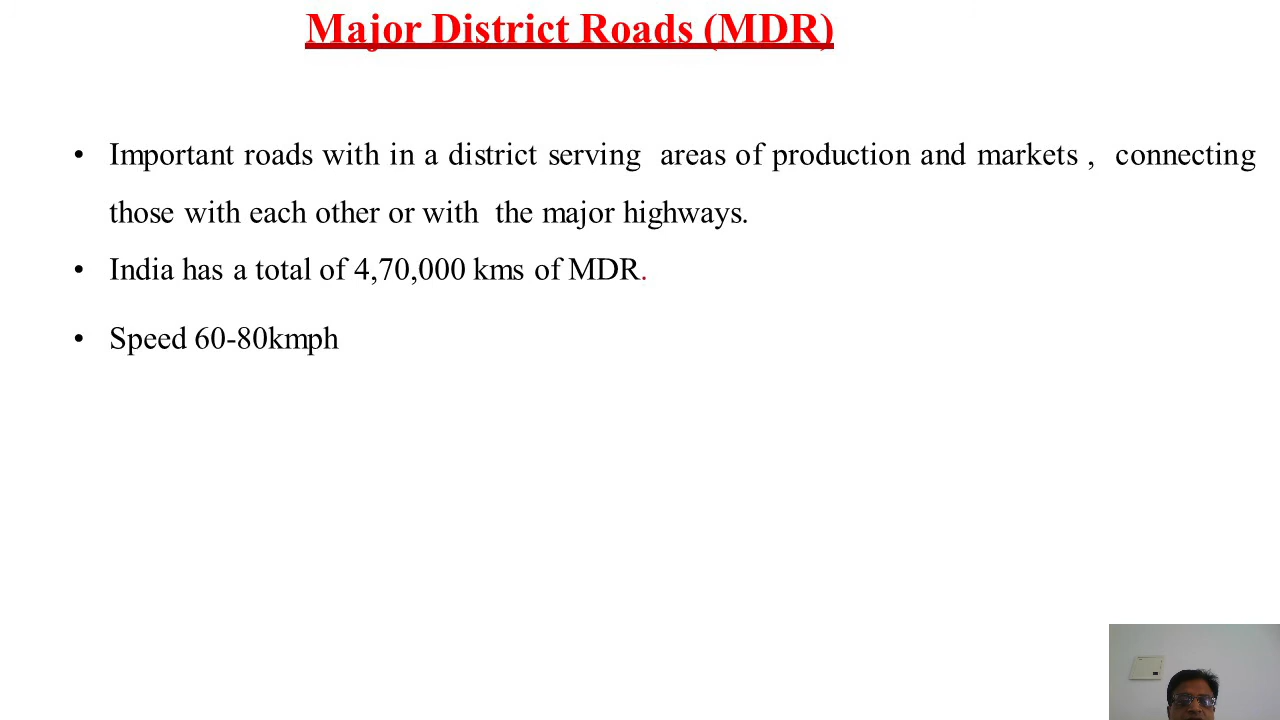 Major District Roads (MDR)
• Important roads with in a district serving areas of production and markets , connecting
those with each other or with the major highways.
• India has a total of 4,70,000 kms of MDR.
• Speed 60-80kmph